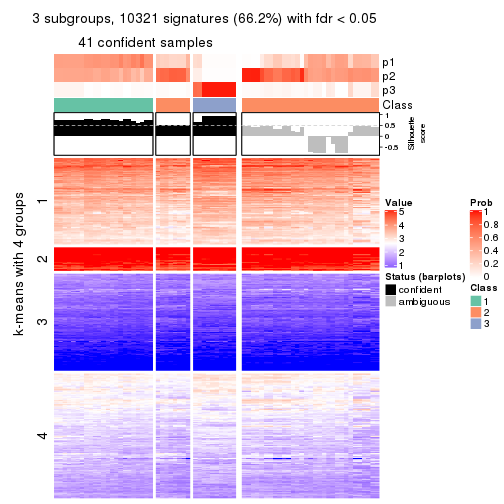 3 subgroups, 10321 signatures (66.2%) with fdr < 0.05
41 confident samples
p1
p2
p3
Class
1
0.5
0
-0.5
Silhouette
score
k-means with 4 groups
1
2
3
4
Value
5
4
3
2
1
Status (barplots)
confident
ambiguous
Prob
1
0.8
0.6
0.4
0.2
0
Class
1
2
3